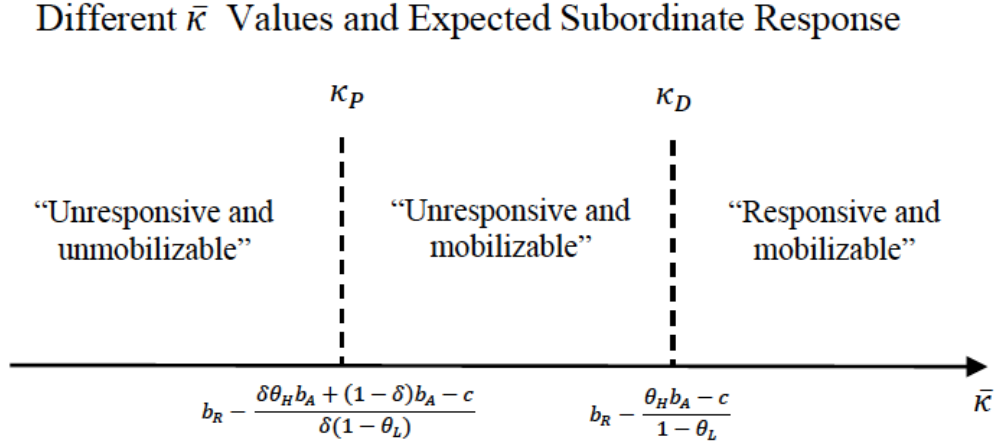 Different κ̄ Values and Expected Subordinate Response
κ_P κ_D
“Unresponsive and “Unresponsive and “Responsive and
unmobilizable” mobilizable” mobilizable”
b_R − (δθ_H b_A + (1 − δ)b_A − c) / (δ(1 − θ_L)) b_R − (θ_H b_A − c) / (1 − θ_L) κ̄